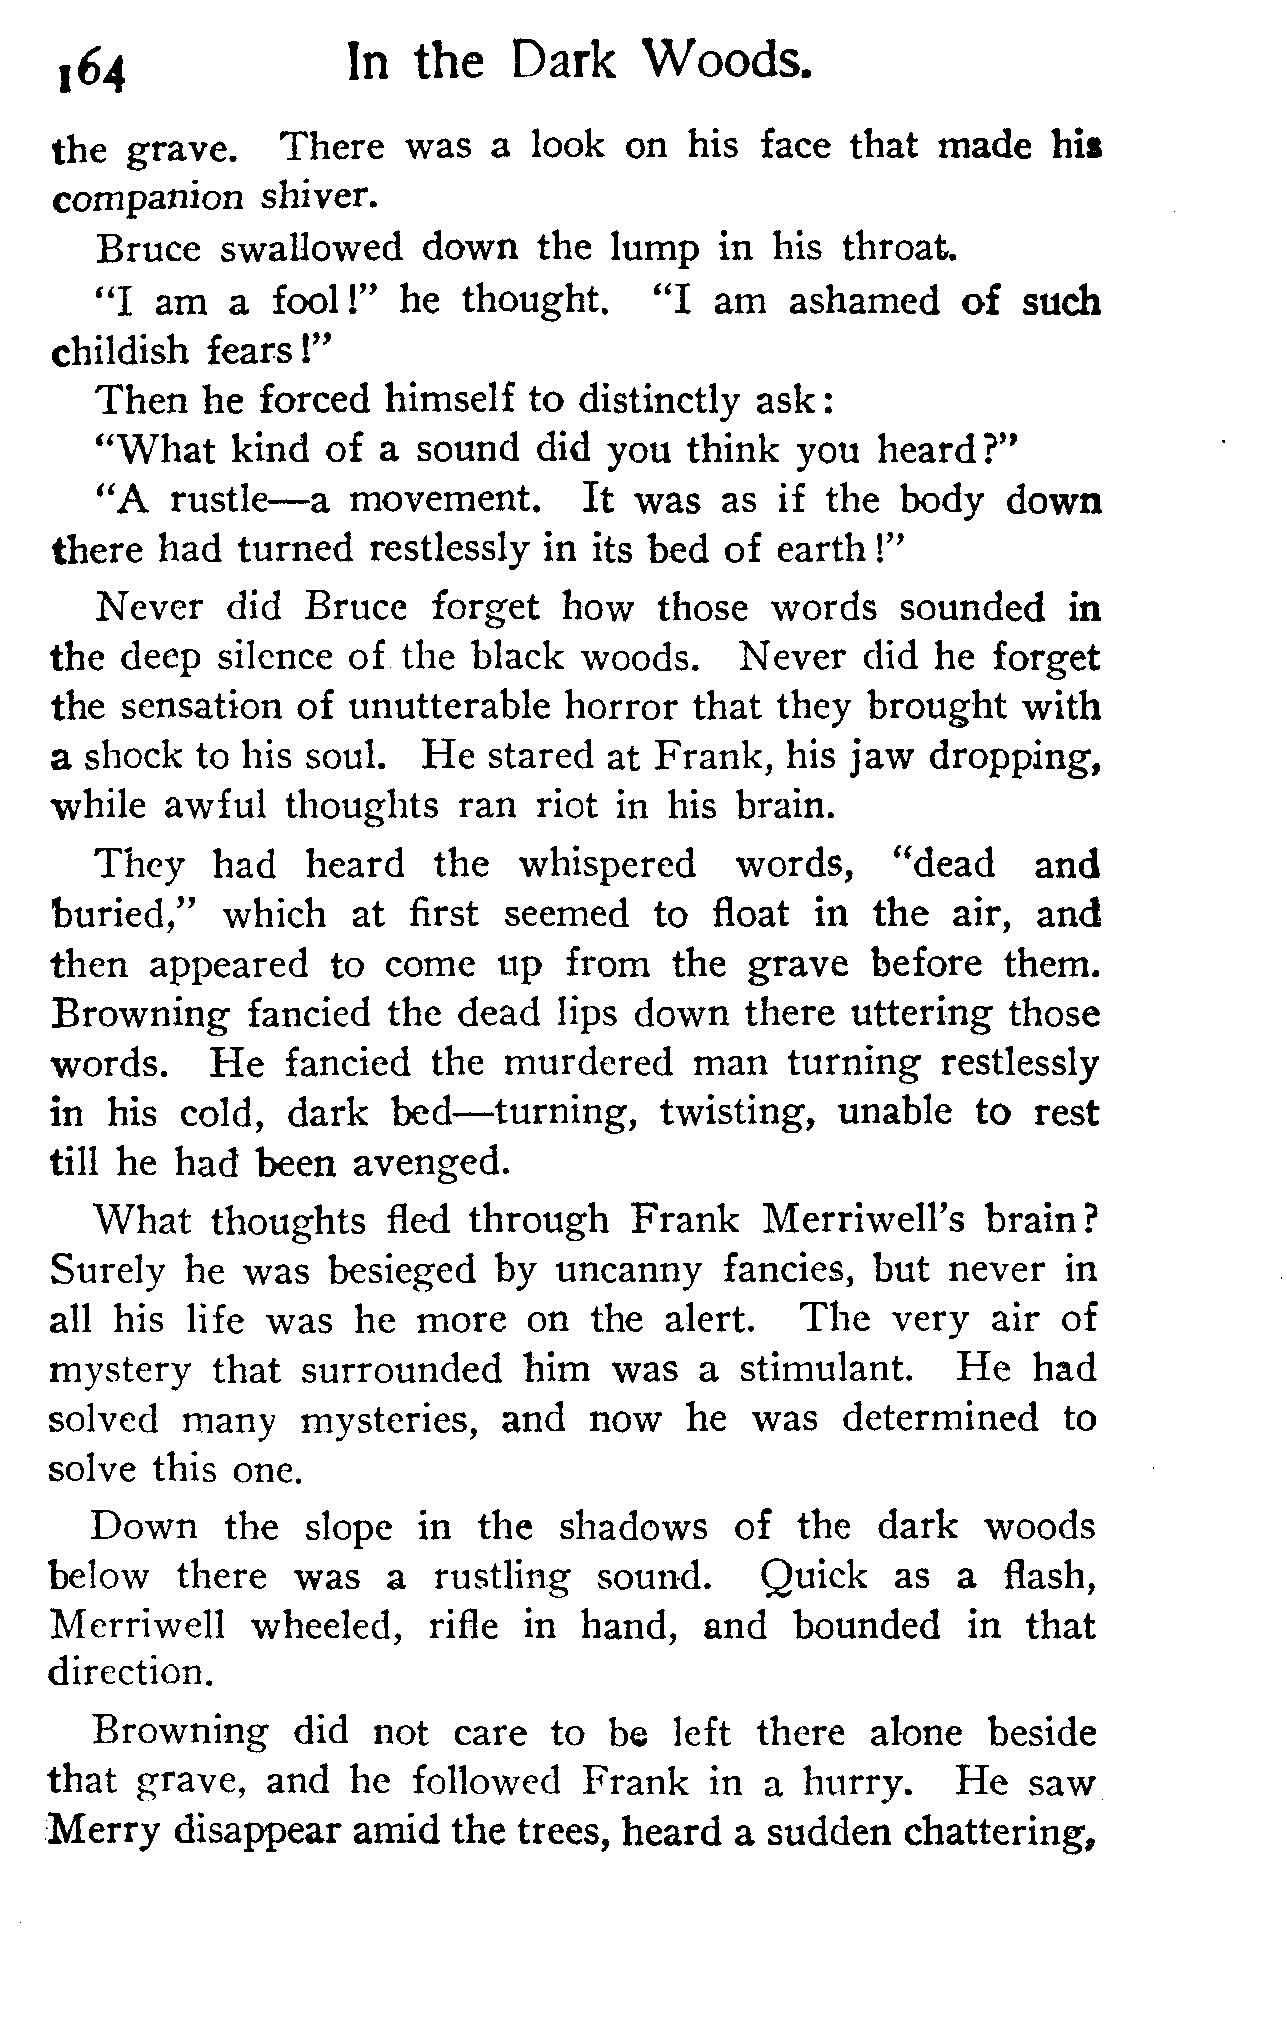 164 In the Dark Woods.
the grave. There was a look on his face that made his
companion shiver.
Bruce swallowed down the lump in his throat.
"I am a fool!" he thought. "I am ashamed of such
childish fears!"
Then he forced himself to distinctly ask:
"What kind of a sound did you think you heard?"
"A rustle—a movement. It was as if the body down
there had turned restlessly in its bed of earth!"
Never did Bruce forget how those words sounded in
the deep silence of the black woods. Never did he forget
the sensation of unutterable horror that they brought with
a shock to his soul. He stared at Frank, his jaw dropping,
while awful thoughts ran riot in his brain.
They had heard the whispered words, "dead and
buried," which at first seemed to float in the air, and
then appeared to come up from the grave before them.
Browning fancied the dead lips down there uttering those
words. He fancied the murdered man turning restlessly
in his cold, dark bed—turning, twisting, unable to rest
till he had been avenged.
What thoughts fled through Frank Merriwell's brain?
Surely he was besieged by uncanny fancies, but never in
all his life was he more on the alert. The very air of
mystery that surrounded him was a stimulant. He had
solved many mysteries, and now he was determined to
solve this one.
Down the slope in the shadows of the dark woods
below there was a rustling sound. Quick as a flash,
Merriwell wheeled, rifle in hand, and bounded in that
direction.
Browning did not care to be left there alone beside
that grave, and he followed Frank in a hurry. He saw
Merry disappear amid the trees, heard a sudden chattering,